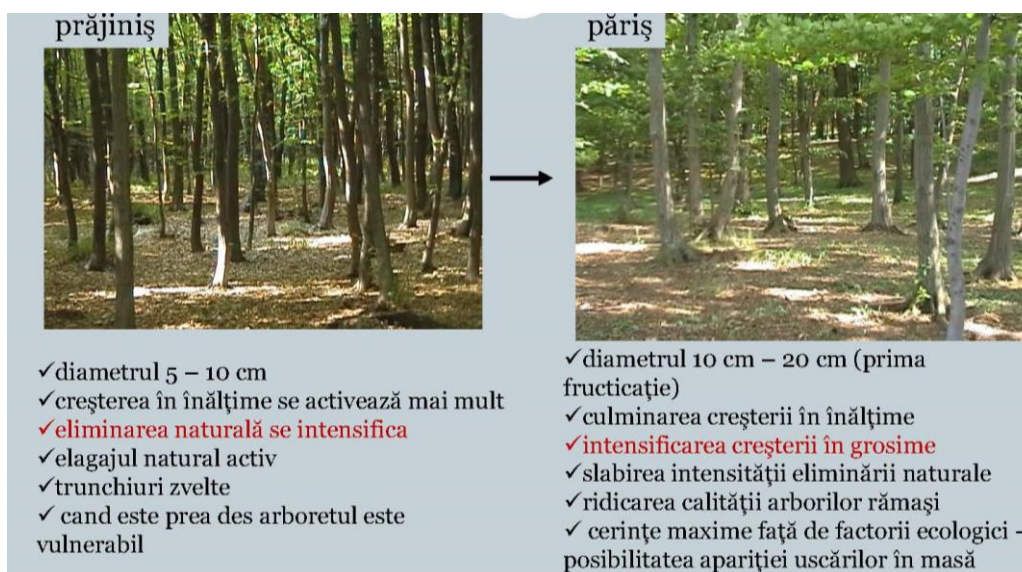 prăjiniş
✓diametrul 5 – 10 cm
✓creşterea în înălţime se activează mai mult
✓eliminarea naturală se intensifica
✓elagajul natural activ
✓trunchiuri zvelte
✓ cand este prea des arboretul este
vulnerabil
păriş
✓diametrul 10 cm – 20 cm (prima
fructicaţie)
✓culminarea creşterii în înălţime
✓intensificarea creşterii în grosime
✓slabirea intensităţii eliminării naturale
✓ridicarea calităţii arborilor rămaşi
✓ cerinţe maxime faţă de factorii ecologici -
posibilitatea apariţiei uscărilor în masă